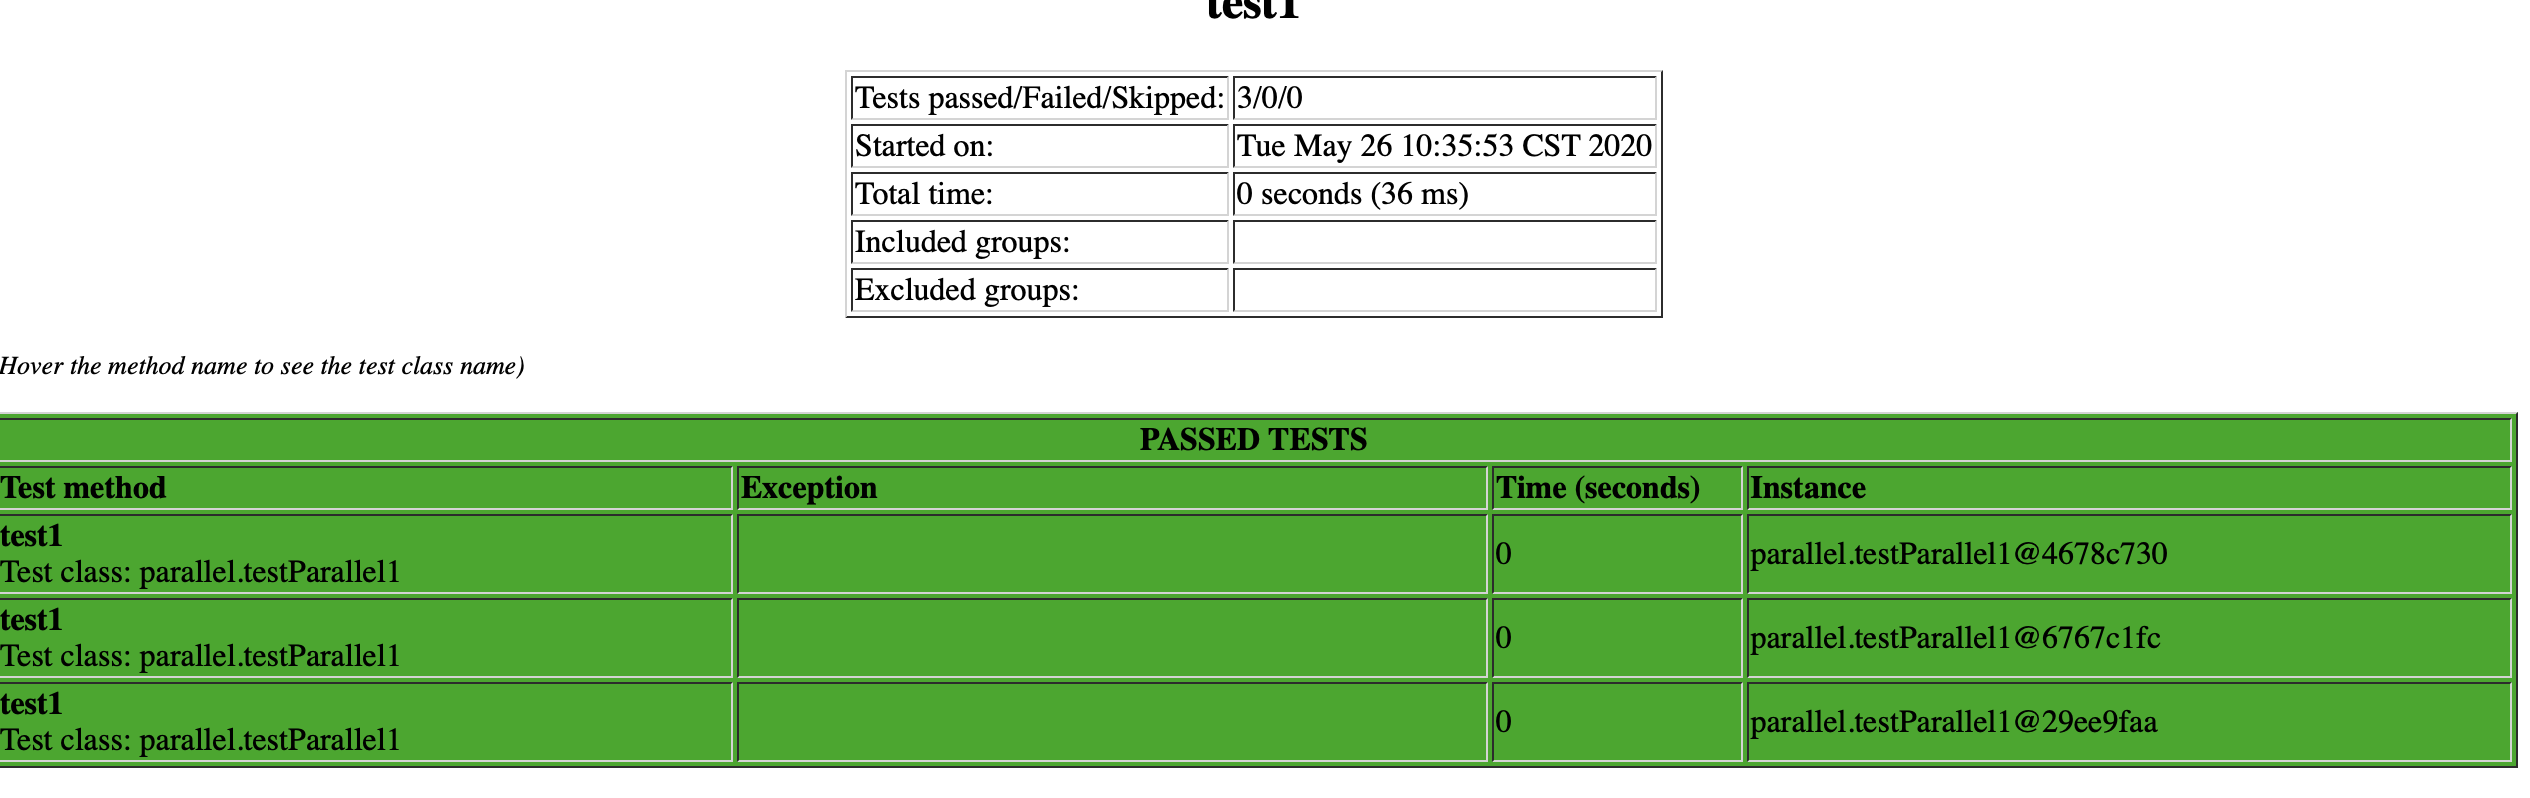 test1
Tests passed/Failed/Skipped: 3/0/0
Started on: Tue May 26 10:35:53 CST 2020
Total time: 0 seconds (36 ms)
Included groups:
Excluded groups:
Hover the method name to see the test class name)
PASSED TESTS
Test method Exception Time (seconds) Instance
test1
Test class: parallel.testParallel1 0 parallel.testParallel1@4678c730
test1
Test class: parallel.testParallel1 0 parallel.testParallel1@6767c1fc
test1
Test class: parallel.testParallel1 0 parallel.testParallel1@29ee9faa